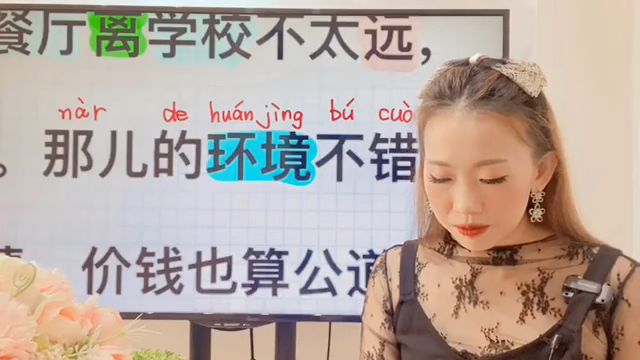 餐厅离学校不太远，
nàr de huánjìng bú cuò
。那儿的环境不错
价钱也算公道